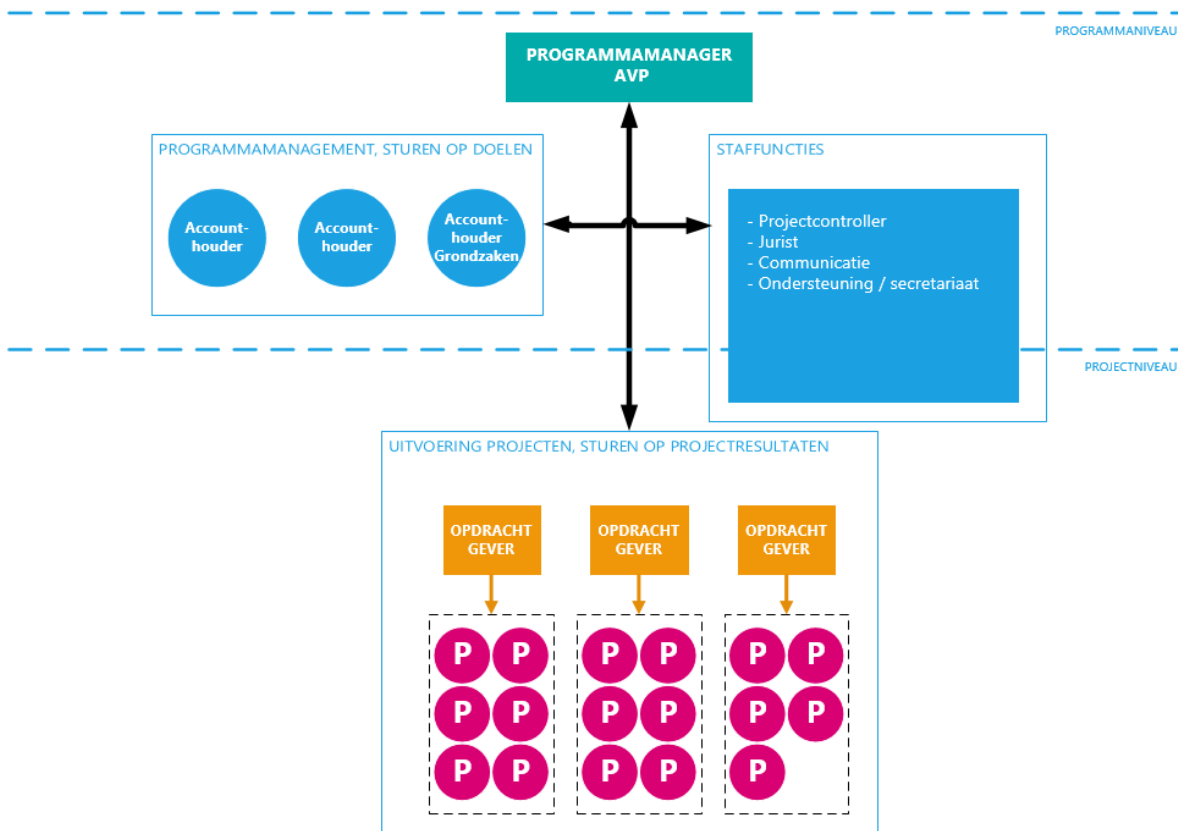 PROGRAMMANIVEAU
PROGRAMMAMANAGER
AVP
PROGRAMMAMANAGEMENT, STUREN OP DOELEN
Account-
houder
Account-
houder
Account-
houder
Grondzaken
STAFFUNCTIES
- Projectcontroller
- Jurist
- Communicatie
- Ondersteuning / secretariaat
PROJECTNIVEAU
UITVOERING PROJECTEN, STUREN OP PROJECTRESULTATEN
OPDRACHT
GEVER
OPDRACHT
GEVER
OPDRACHT
GEVER
P P
P P
P P
P P
P P
P P
P P
P P
P